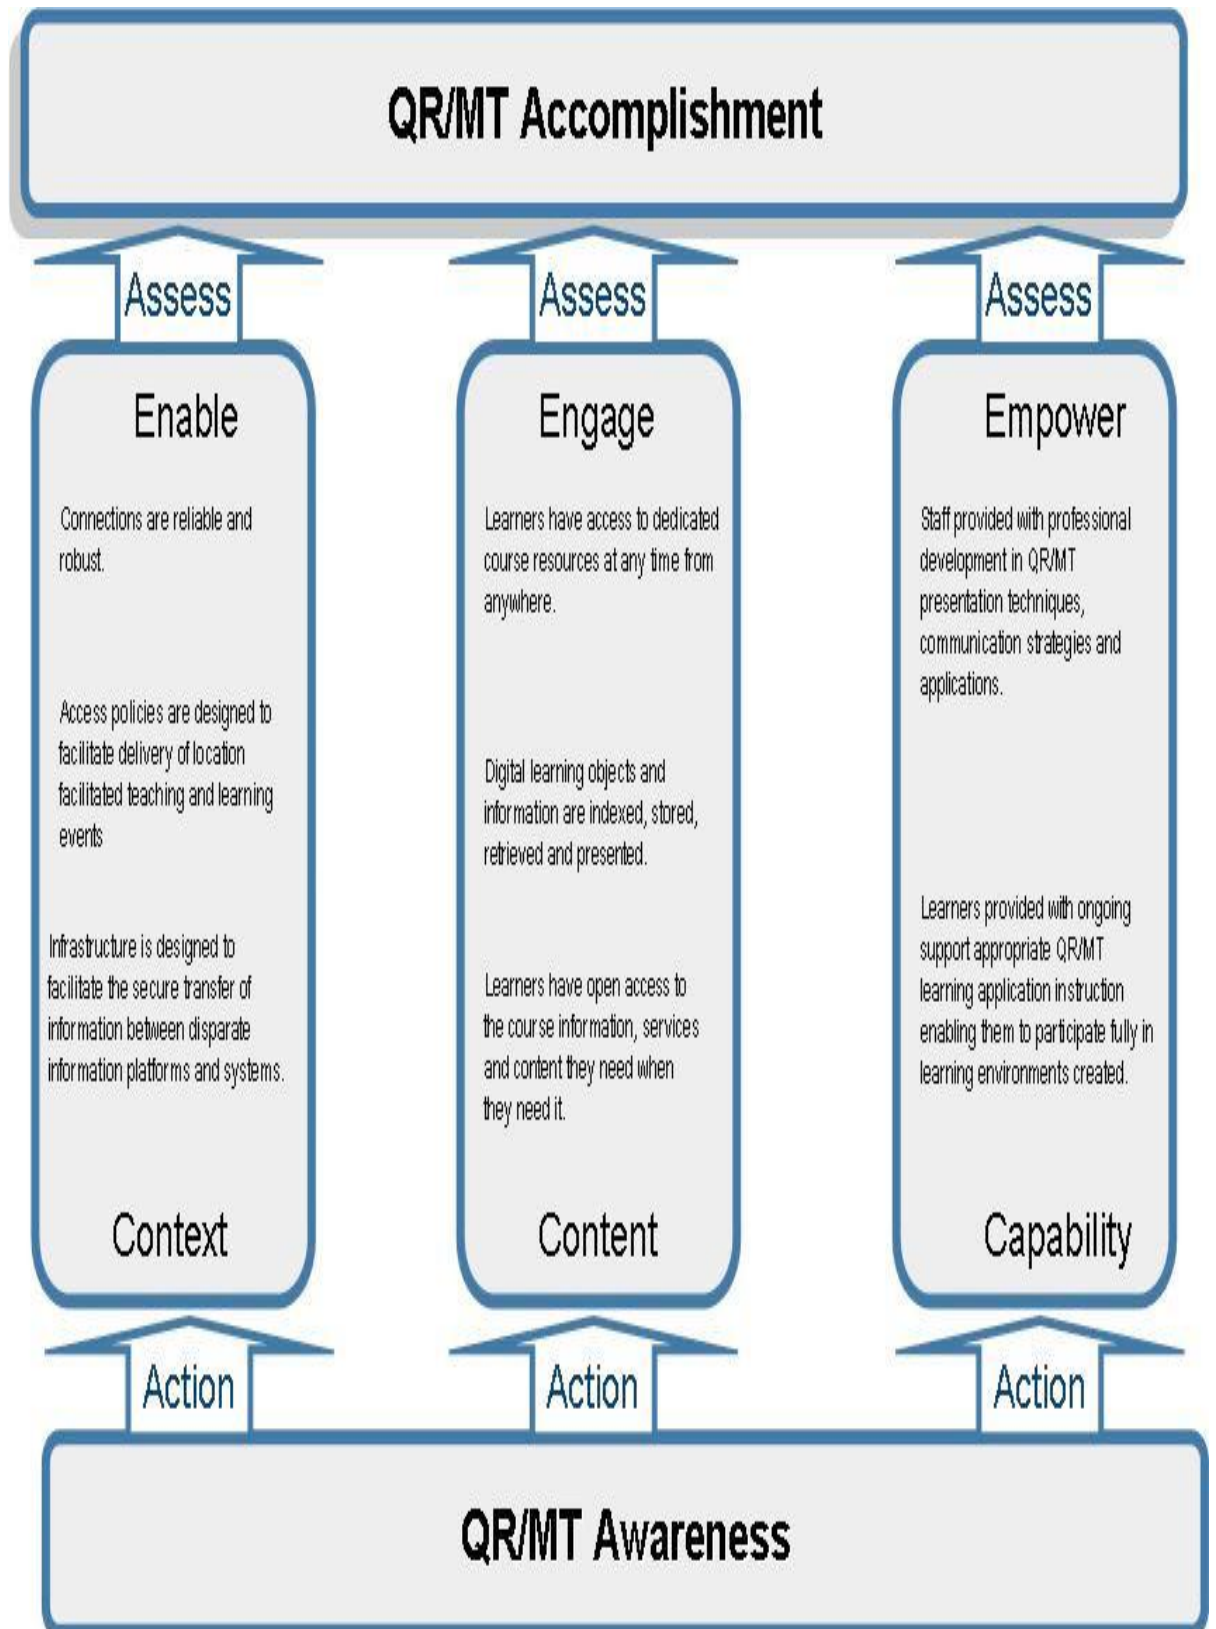 QR/MT Accomplishment
Assess
Assess
Assess
Enable
Connections are reliable and
robust.
Access policies are designed to
facilitate delivery of location
facilitated teaching and learning
events
Infrastructure is designed to
facilitate the secure transfer of
information between disparate
information platforms and systems.
Context
Engage
Learners have access to dedicated
course resources at any time from
anywhere.
Digital learning objects and
information are indexed, stored,
retrieved and presented.
Learners have open access to
the course information, services
and content they need when
they need it.
Content
Empower
Staff provided with professional
development in QR/MT
presentation techniques,
communication strategies and
applications.
Learners provided with ongoing
support appropriate QR/MT
learning application instruction
enabling them to participate fully in
learning environments created.
Capability
Action
Action
Action
QR/MT Awareness